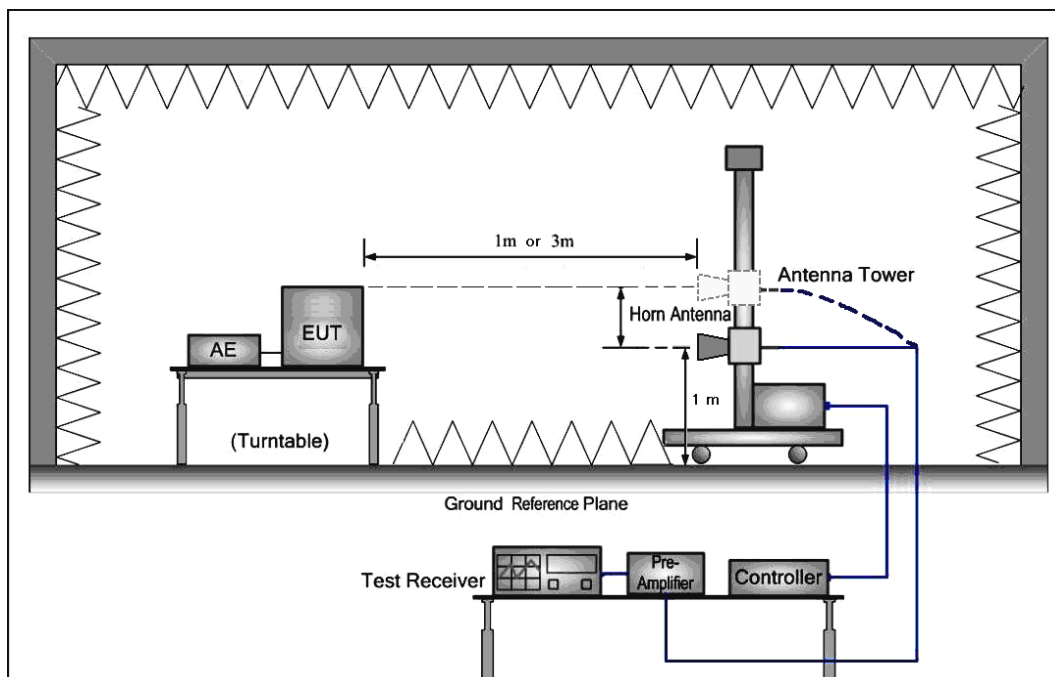 1m or 3m
Antenna Tower
Horn Antenna
EUT
AE
1 m
(Turntable)
Ground Reference Plane
Test Receiver
Pre-
Amplifier
Controller